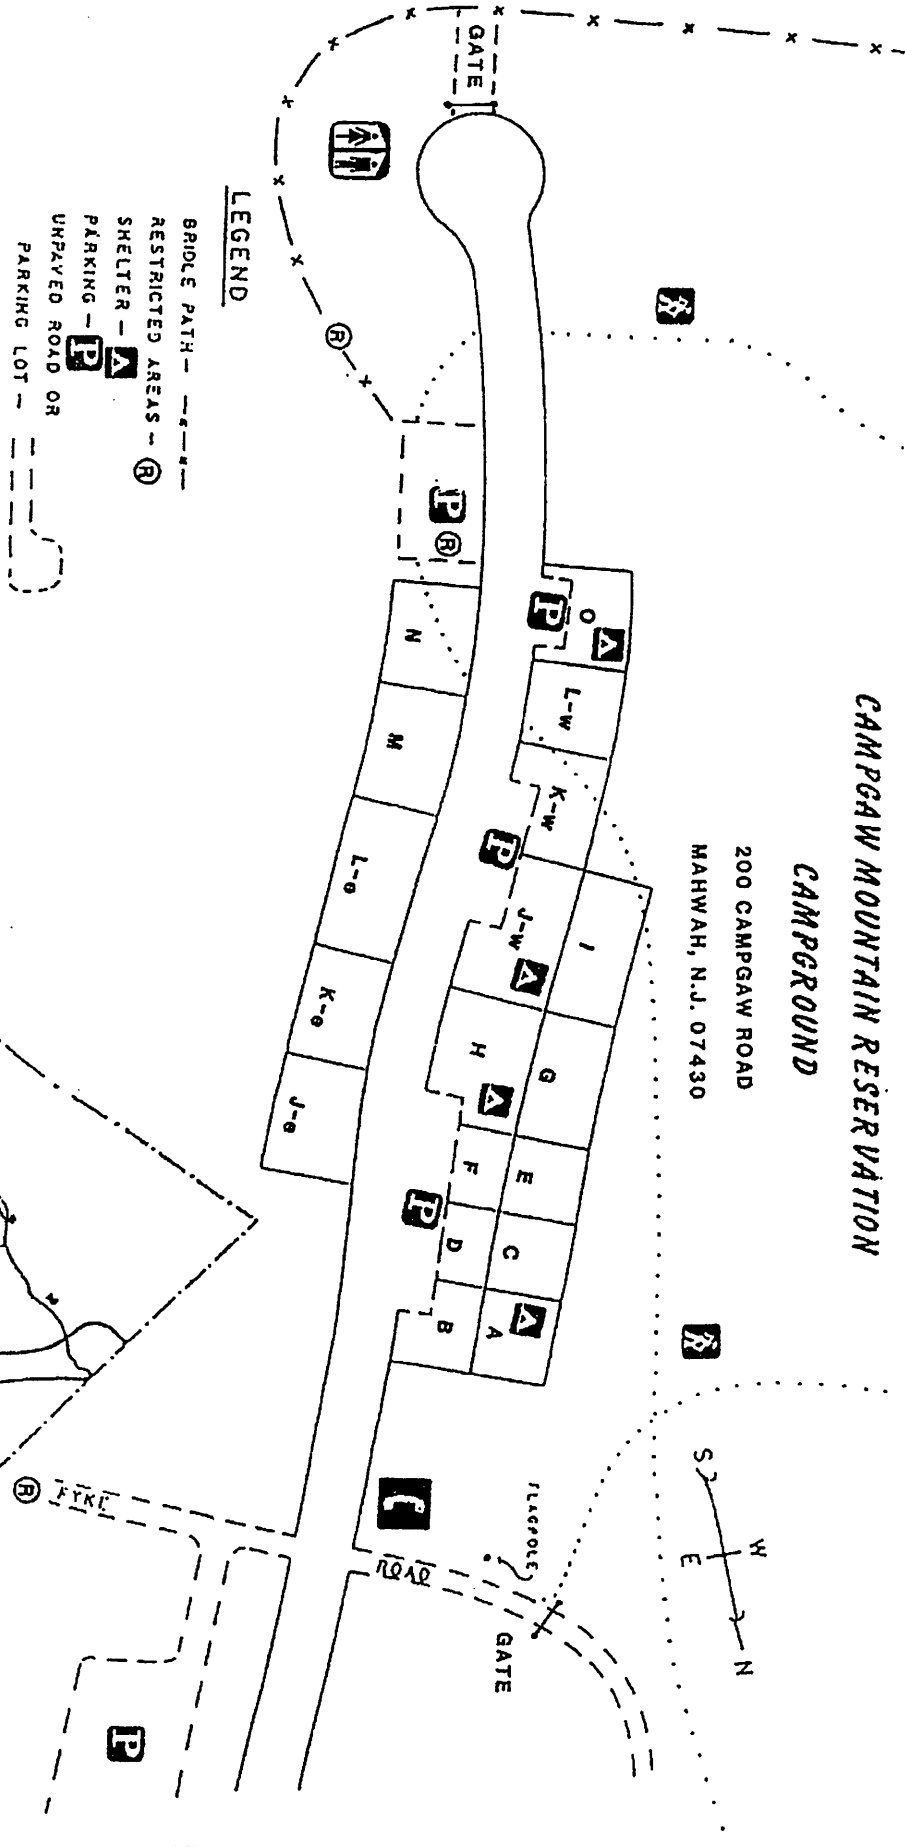 CAMPGAW MOUNTAIN RESERVATION
CAMPGROUND
200 CAMPGAW ROAD
MAHWAH, N.J. 07430
S
W
E
N
GATE
O
L-w
K-w
J-w
I
H
G
F
E
D
C
B
A
P
P
P
P
R
N
M
L-e
K-e
J-e
FLAGPOLE
GATE
ROAD
FYKE
R
P
R
LEGEND
BRIDLE PATH -
RESTRICTED AREAS - R
SHELTER -
PARKING - P
UNPAVED ROAD OR
PARKING LOT -